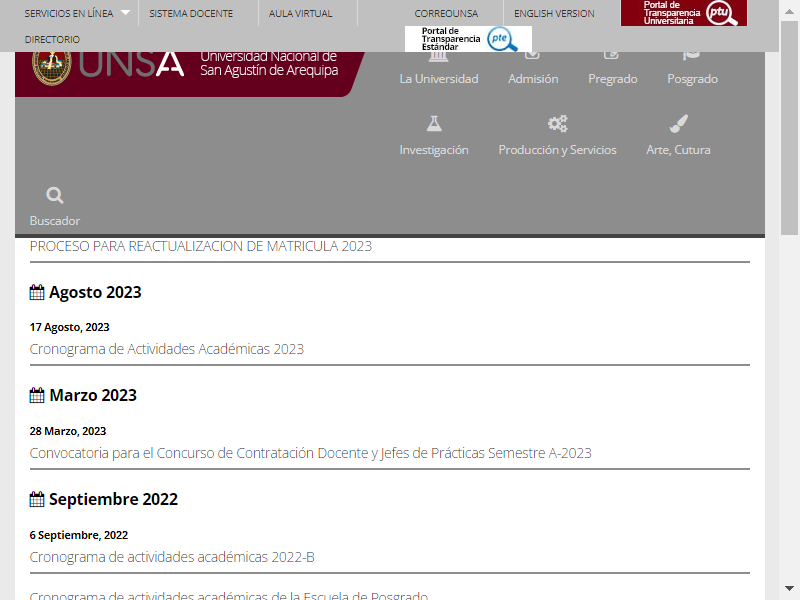 SERVICIOS EN LÍNEA
SISTEMA DOCENTE
AULA VIRTUAL
CORREOUNSA
ENGLISH VERSION
Portal de
Transparencia
Universitaria
ptu
DIRECTORIO
Portal de
Transparencia
Estándar
pte
UNSA
Universidad Nacional de
San Agustín de Arequipa
La Universidad
Admisión
Pregrado
Posgrado
Investigación
Producción y Servicios
Arte, Cutura
Buscador
PROCESO PARA REACTUALIZACION DE MATRICULA 2023
Agosto 2023
17 Agosto, 2023
Cronograma de Actividades Académicas 2023
Marzo 2023
28 Marzo, 2023
Convocatoria para el Concurso de Contratación Docente y Jefes de Prácticas Semestre A-2023
Septiembre 2022
6 Septiembre, 2022
Cronograma de actividades académicas 2022-B
Cronograma de actividades académicas de la Escuela de Posgrado